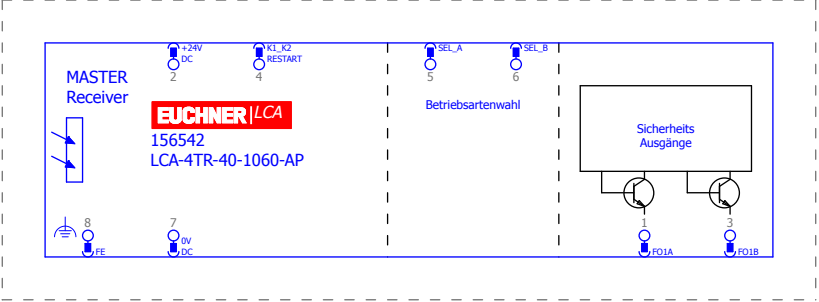 +24V
DC
2
K1_K2
RESTART
4
SEL_A
5
SEL_B
6
MASTER
Receiver
EUCHNER LCA
156542
LCA-4TR-40-1060-AP
Betriebsartenwahl
Sicherheits
Ausgänge
8
FE
7
0V
DC
1
FO1A
3
FO1B